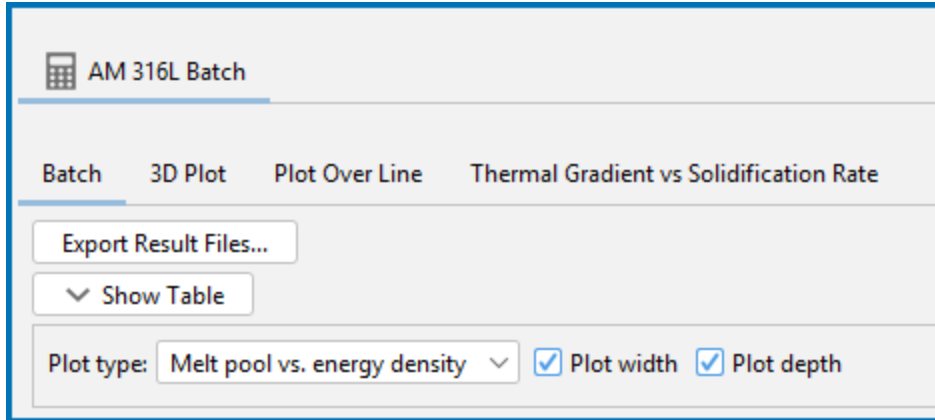 AM 316L Batch
Batch 3D Plot Plot Over Line Thermal Gradient vs Solidification Rate
Export Result Files...
Show Table
Plot type: Melt pool vs. energy density Plot width Plot depth